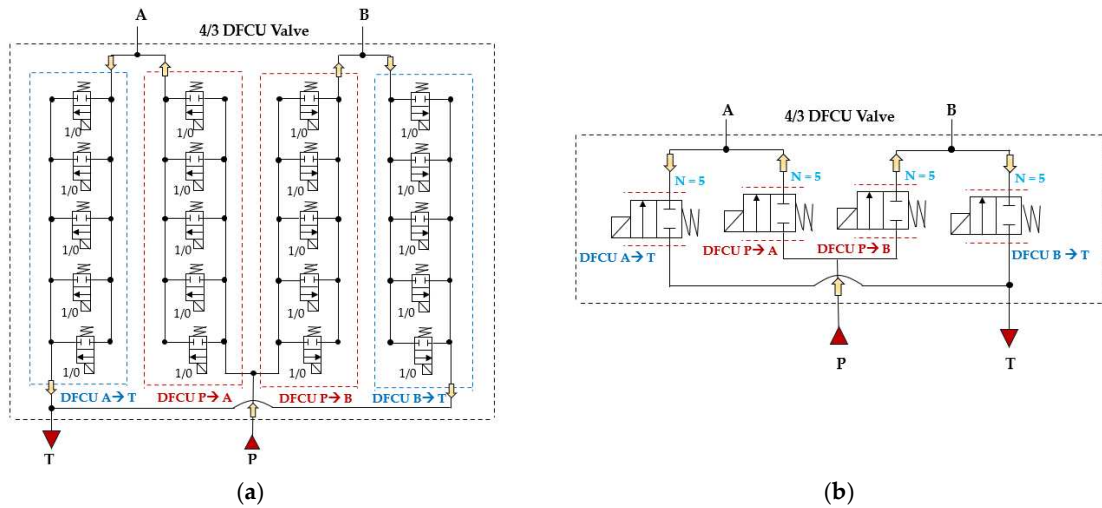 A
B
4/3 DFCU Valve
1/0 1/0 1/0 1/0
1/0 1/0 1/0 1/0
1/0 1/0 1/0 1/0
1/0 1/0 1/0 1/0
1/0 1/0 1/0 1/0
DFCU A→T DFCU P→A DFCU P→B DFCU B→T
T
P
(a)
A
B
4/3 DFCU Valve
N = 5 N = 5 N = 5 N = 5
DFCU A→T DFCU P→A DFCU P→B DFCU B→T
P
T
(b)